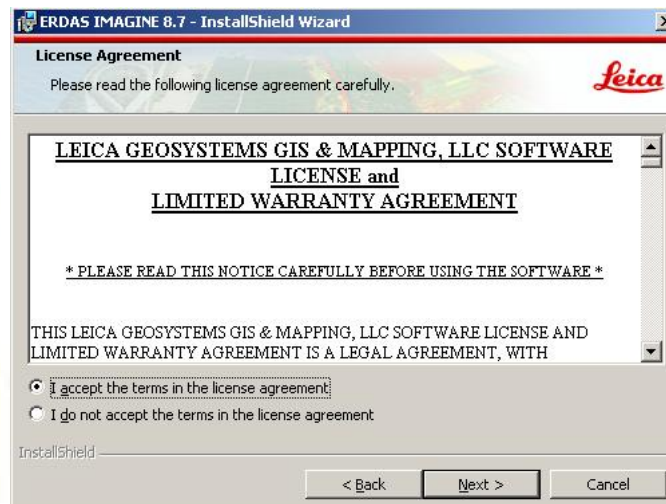 ERDAS IMAGINE 8.7 - InstallShield Wizard
License Agreement
Please read the following license agreement carefully.
Leica
LEICA GEOSYSTEMS GIS & MAPPING, LLC SOFTWARE
LICENSE and
LIMITED WARRANTY AGREEMENT
* PLEASE READ THIS NOTICE CAREFULLY BEFORE USING THE SOFTWARE *
THIS LEICA GEOSYSTEMS GIS & MAPPING, LLC SOFTWARE LICENSE AND
LIMITED WARRANTY AGREEMENT IS A LEGAL AGREEMENT, WITH
I accept the terms in the license agreement
I do not accept the terms in the license agreement
InstallShield
< Back Next > Cancel